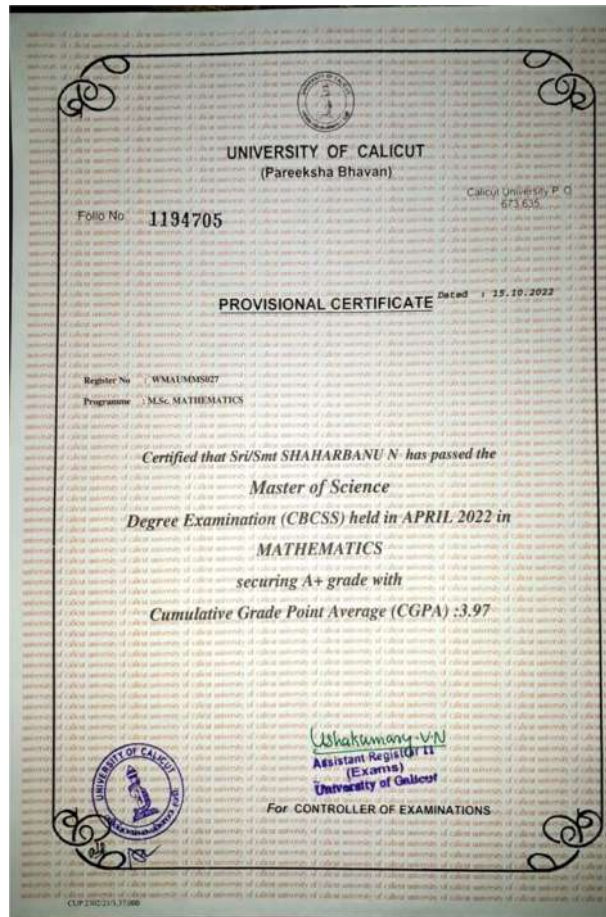 UNIVERSITY OF CALICUT
(Pareeksha Bhavan)
Calicut University P. O
673 635
Folio No 1194705
PROVISIONAL CERTIFICATE Dated : 15.10.2022
Register No : WMAUMMS027
Programme : M.Sc. MATHEMATICS
Certified that Sri/Smt SHAHARBANU N has passed the
Master of Science
Degree Examination (CBCSS) held in APRIL 2022 in
MATHEMATICS
securing A+ grade with
Cumulative Grade Point Average (CGPA) :3.97
Ushakumary.V.N
Assistant Registrar II
(Exams)
University of Calicut
For CONTROLLER OF EXAMINATIONS
UNIVERSITY OF CALICUT